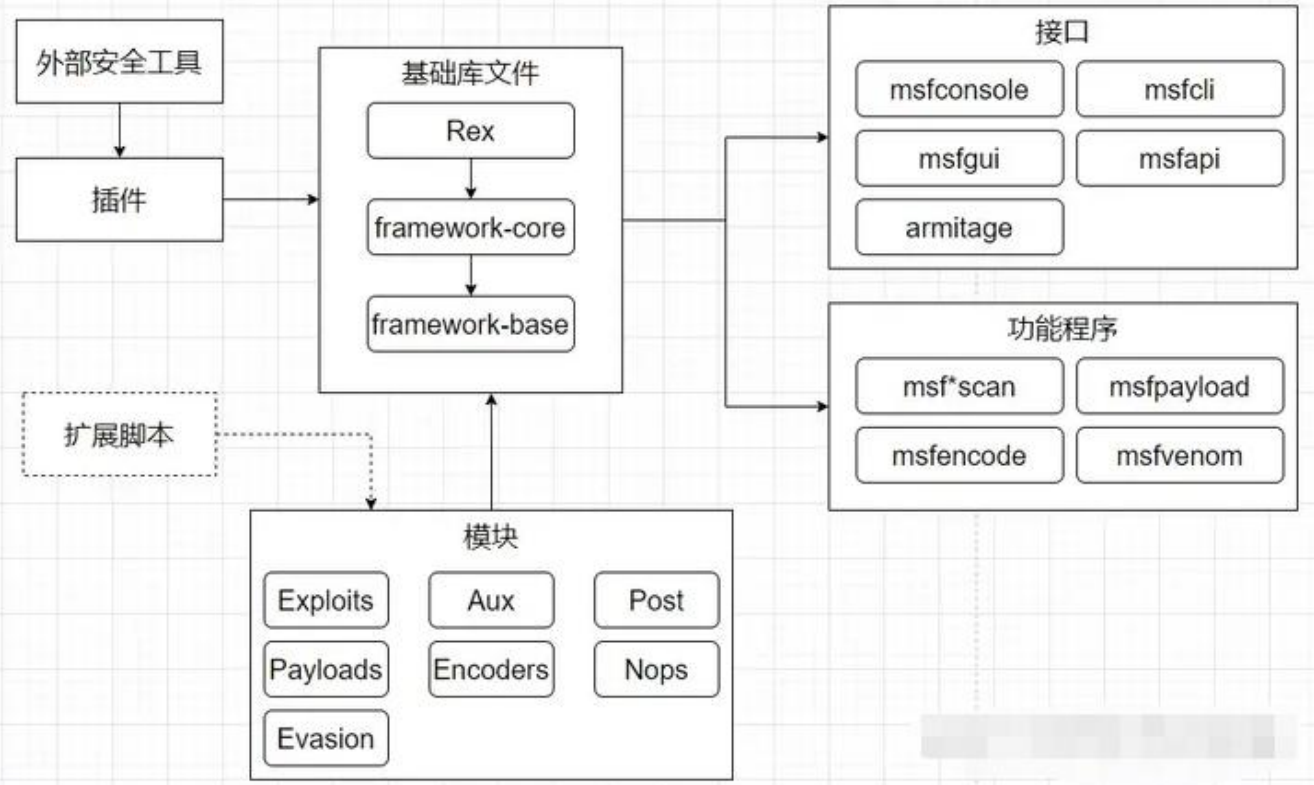 外部安全工具
插件
基础库文件
Rex
framework-core
framework-base
接口
msfconsole
msfcli
msfgui
msfapi
armitage
功能程序
msf*scan
msfpayload
msfencode
msfvenom
扩展脚本
模块
Exploits
Aux
Post
Payloads
Encoders
Nops
Evasion